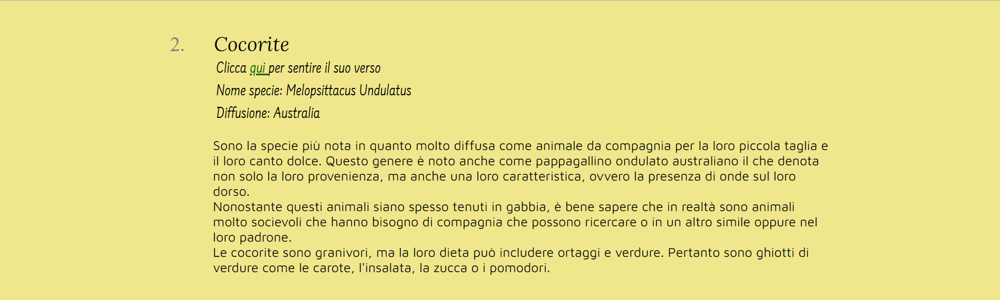 2. Cocorite
Clicca qui per sentire il suo verso
Nome specie: Melopsittacus Undulatus
Diffusione: Australia
Sono la specie più nota in quanto molto diffusa come animale da compagnia per la loro piccola taglia e
il loro canto dolce. Questo genere è noto anche come pappagallino ondulato australiano il che denota
non solo la loro provenienza, ma anche una loro caratteristica, ovvero la presenza di onde sul loro
dorso.
Nonostante questi animali siano spesso tenuti in gabbia, è bene sapere che in realtà sono animali
molto socievoli che hanno bisogno di compagnia che possono ricercare o in un altro simile oppure nel
loro padrone.
Le cocorite sono granivori, ma la loro dieta può includere ortaggi e verdure. Pertanto sono ghiotti di
verdure come le carote, l'insalata, la zucca o i pomodori.